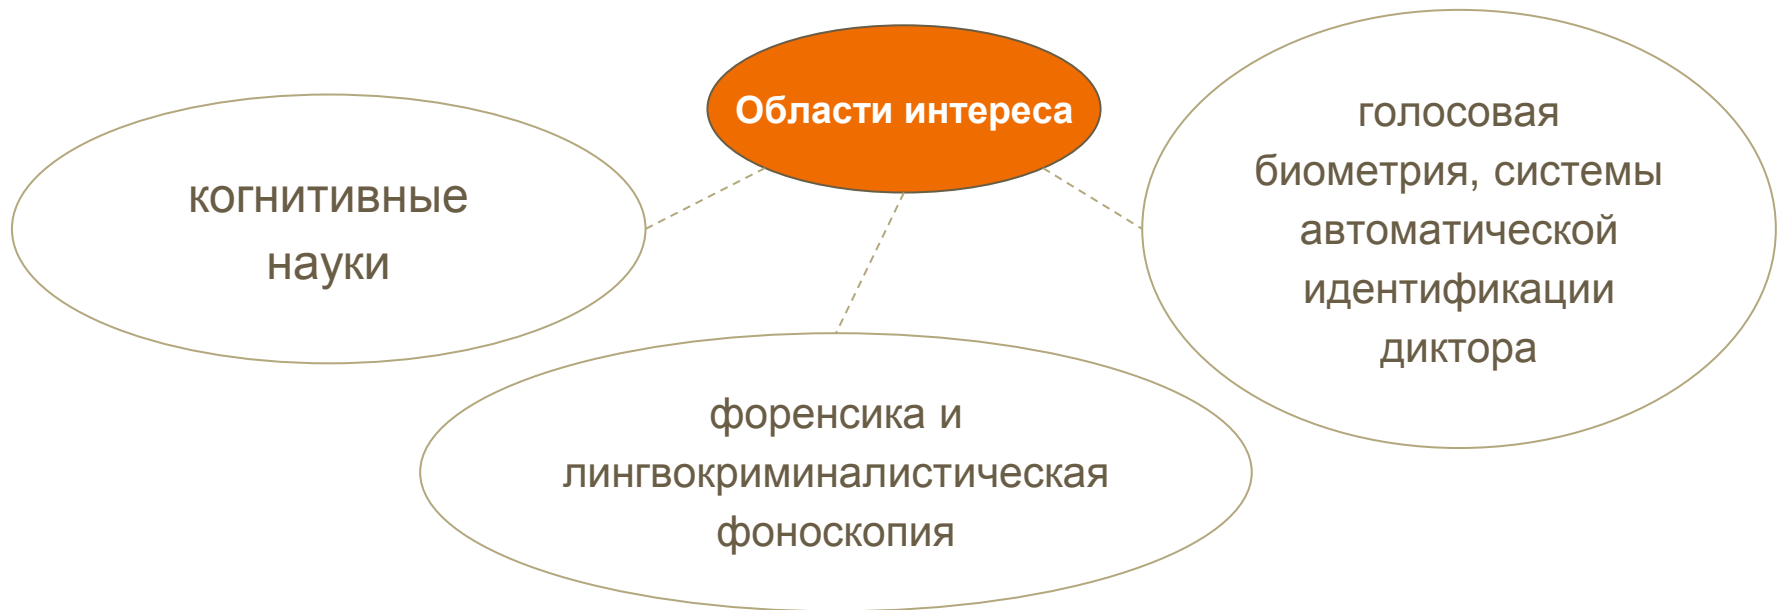 Области интереса
когнитивные
науки
форенсика и
лингвокриминалистическая
фоноскопия
голосовая
биометрия, системы
автоматической
идентификации
диктора